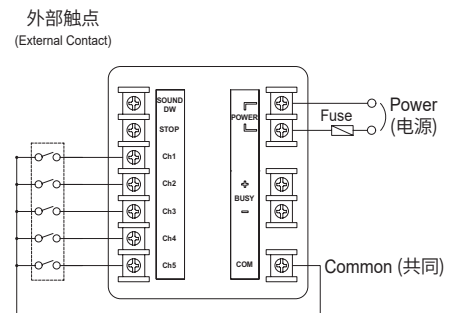 外部触点
(External Contact)
SOUND
DW
STOP
Ch1
Ch2
Ch3
Ch4
Ch5
POWER
+
BUSY
−
COM
Fuse
Power
(电源)
Common (共同)